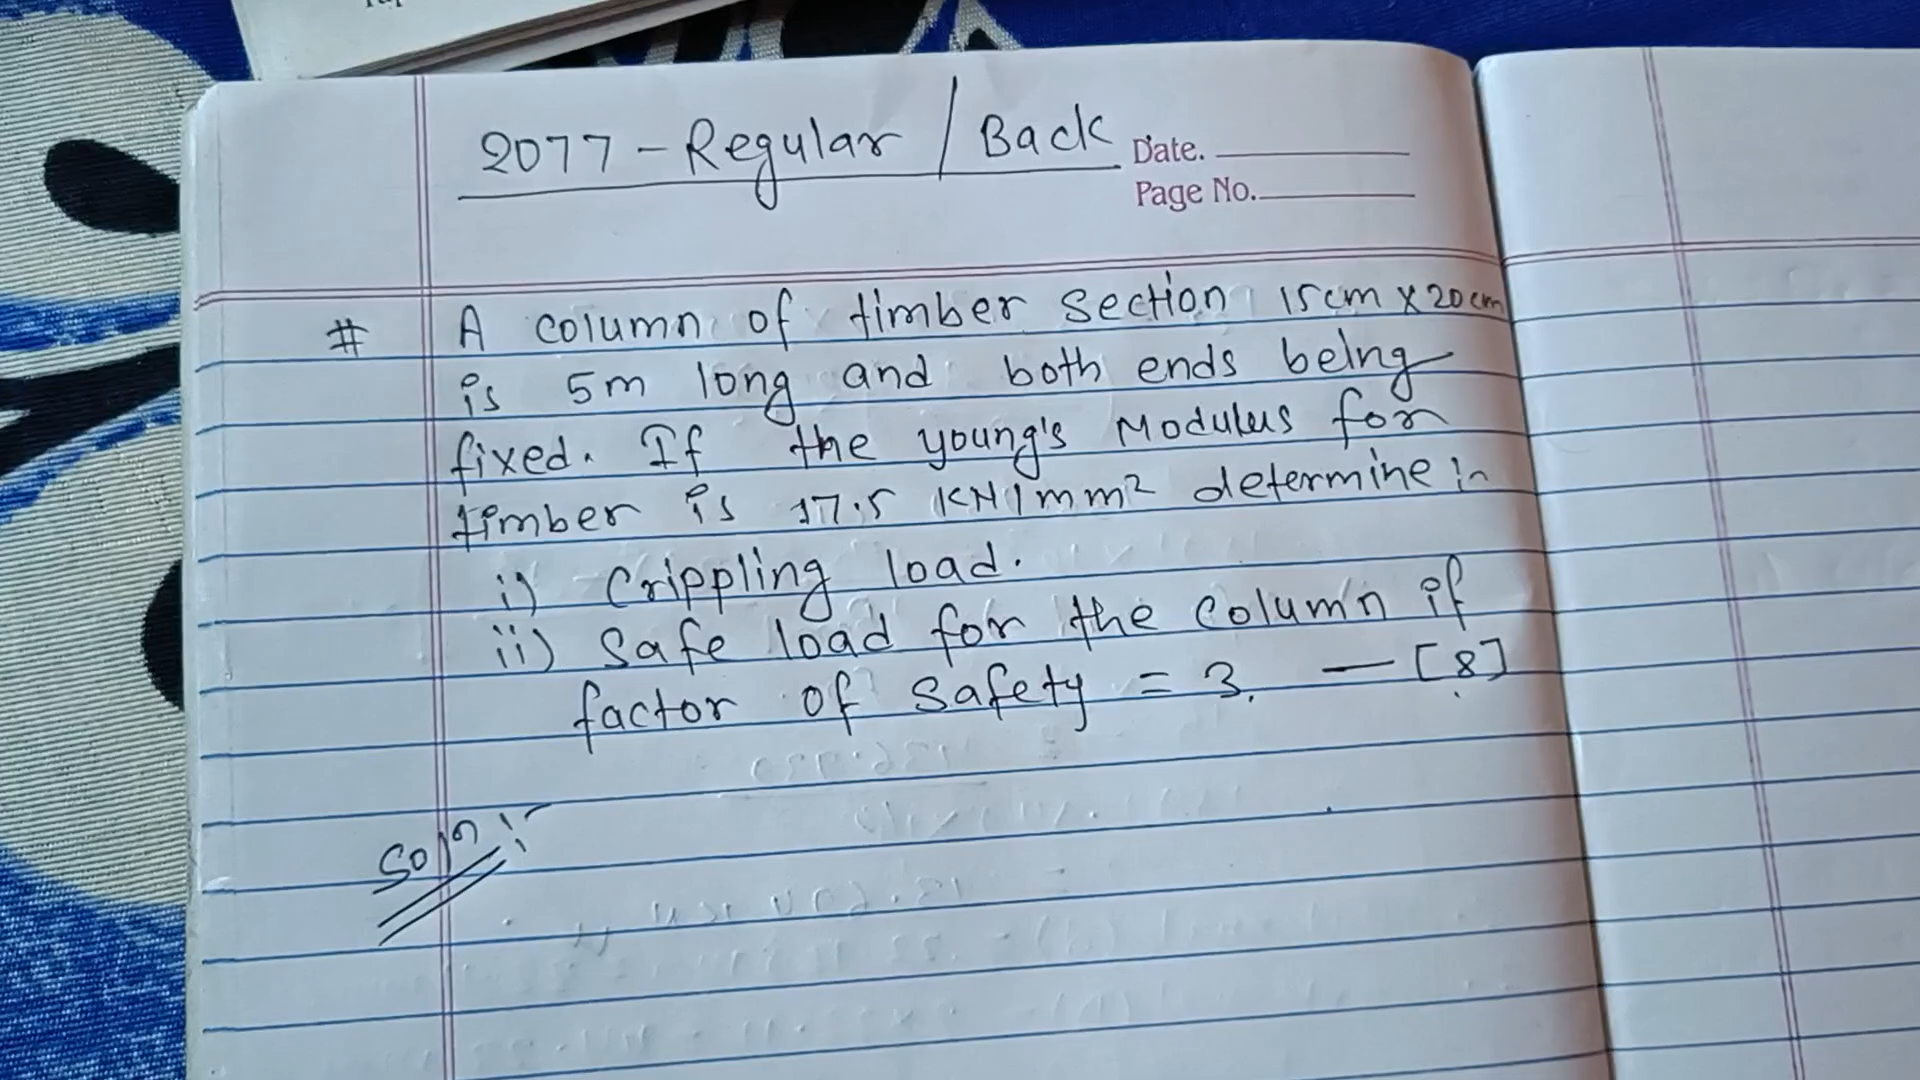 2077 - Regular / Back
Date.
Page No.
# A column of timber section 15cm x 20cm
is 5m long and both ends being
fixed. If the young's Modulus for
timber is 17.5 KN/mm² determine in
i) Crippling load.
ii) Safe load for the column if
factor of safety = 3. — [8]
Soln:-